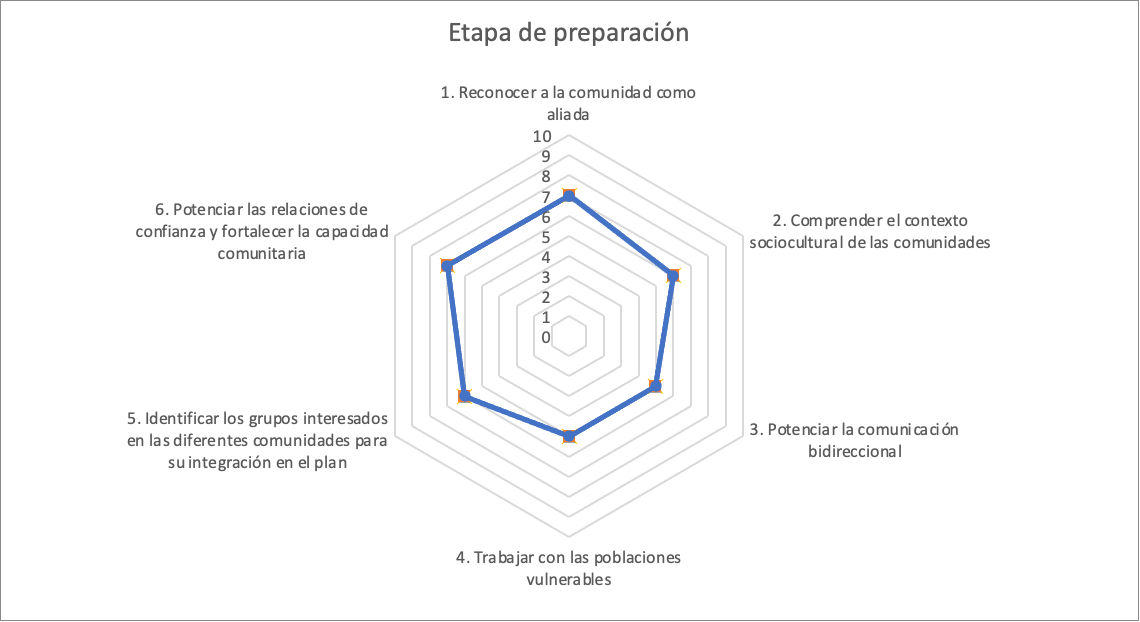 Etapa de preparación
1. Reconocer a la comunidad como
aliada
10
9
8
7
6
5
4
3
2
1
0
2. Comprender el contexto
sociocultural de las comunidades
3. Potenciar la comunicación
bidireccional
4. Trabajar con las poblaciones
vulnerables
5. Identificar los grupos interesados
en las diferentes comunidades para
su integración en el plan
6. Potenciar las relaciones de
confianza y fortalecer la capacidad
comunitaria